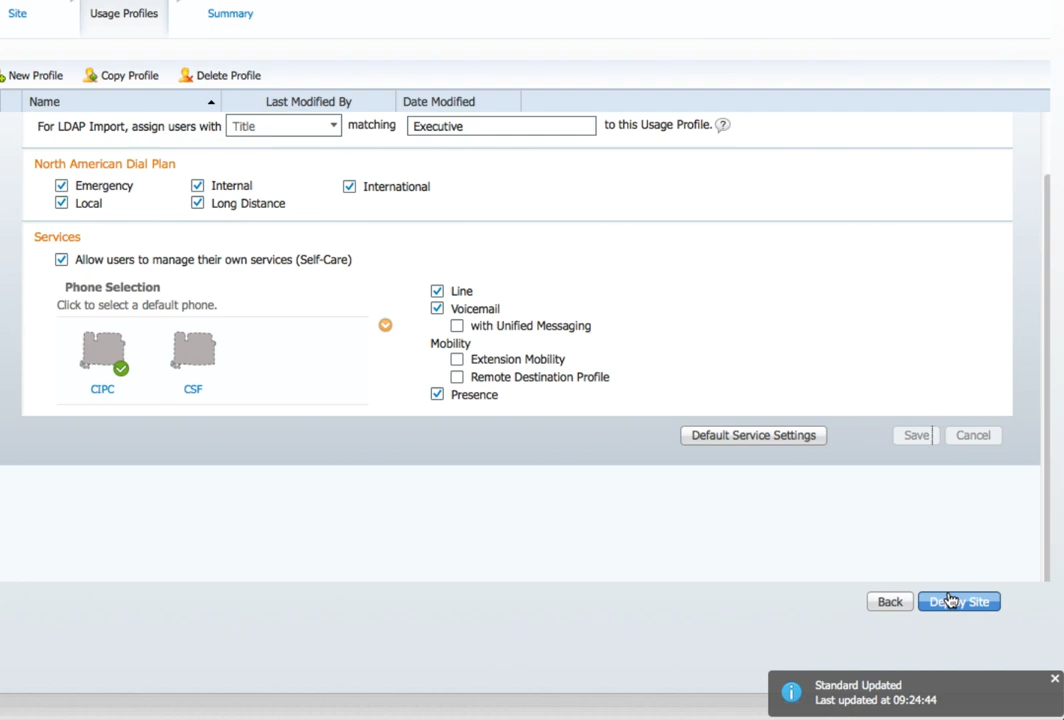 Site Usage Profiles Summary
New Profile Copy Profile Delete Profile
Name Last Modified By Date Modified
For LDAP Import, assign users with Title matching Executive to this Usage Profile. ?
North American Dial Plan
Emergency Internal International
Local Long Distance
Services
Allow users to manage their own services (Self-Care)
Phone Selection
Click to select a default phone.
CIPC CSF
Line
Voicemail
with Unified Messaging
Mobility
Extension Mobility
Remote Destination Profile
Presence
Default Service Settings Save Cancel
Back Deploy Site
Standard Updated
Last updated at 09:24:44